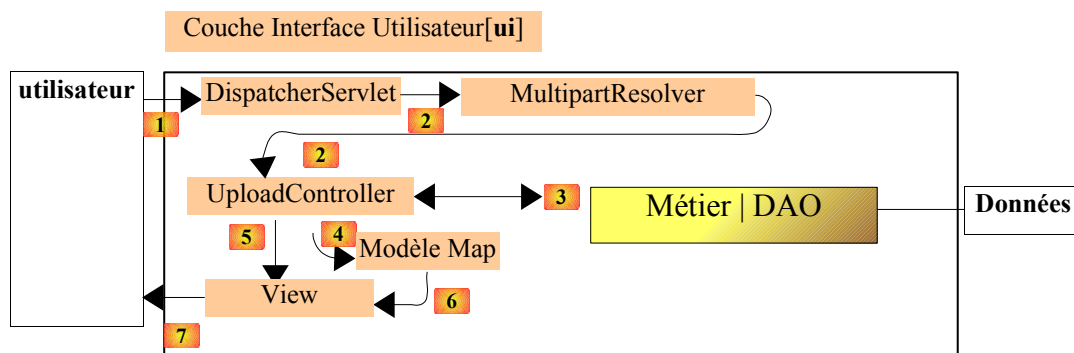 Couche Interface Utilisateur[ui]
utilisateur
DispatcherServlet
MultipartResolver
1
2
2
UploadController
3
Métier | DAO
Données
5
4
Modèle Map
View
6
7